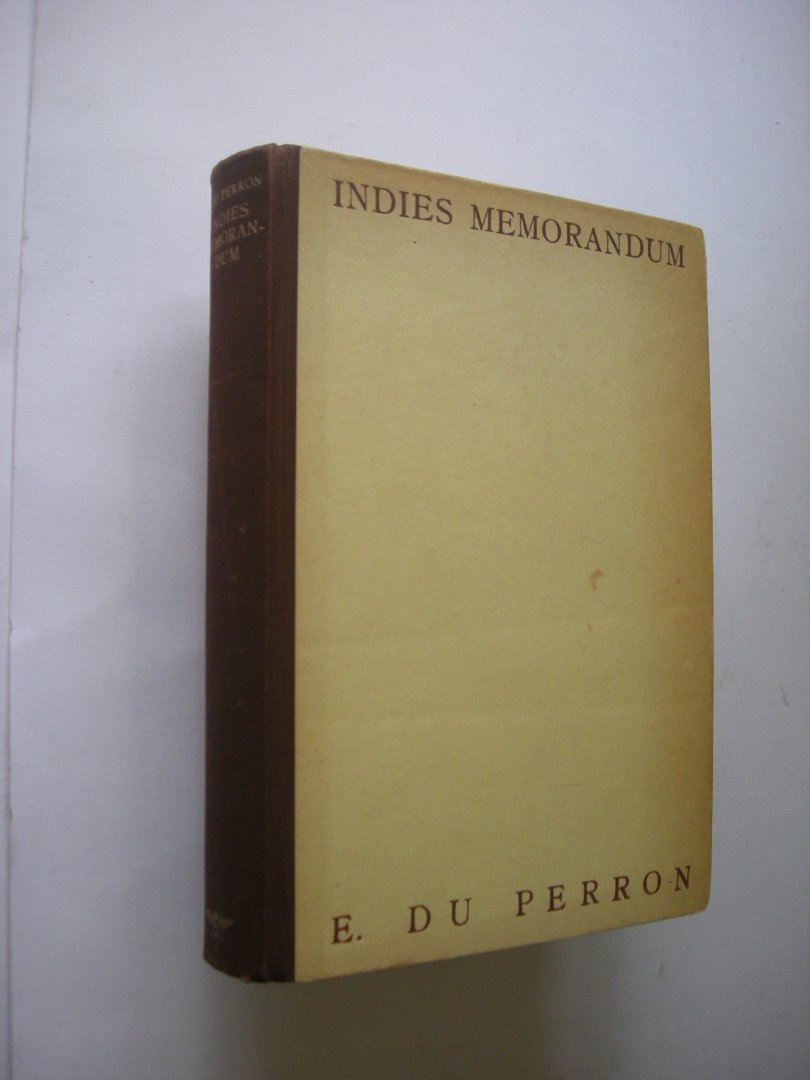 INDIES MEMORANDUM
E. DU PERRON
PERRON
INDIES
MEMORAN-
DUM